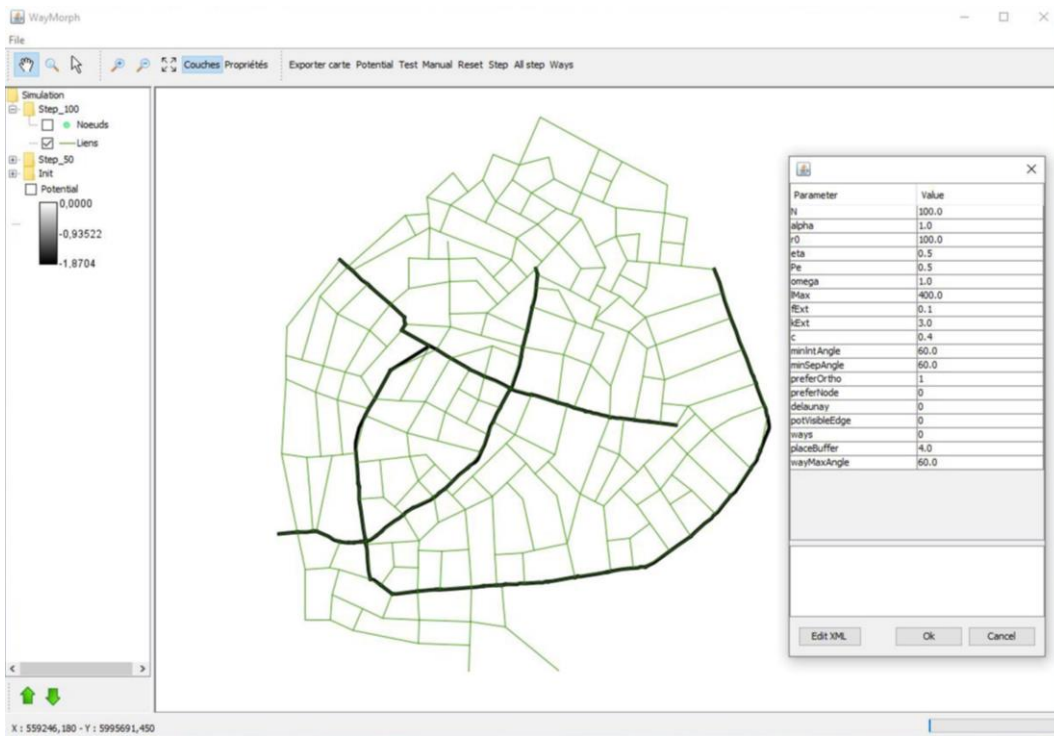 WayMorph
File
Couches Propriétés Exporter carte Potential Test Manual Reset Step All step Ways
Simulation
Step_100
Noeuds
Liens
Step_50
Init
Potential
0,0000
-0,93522
-1,8704
Parameter Value
N 100.0
alpha 1.0
r0 100.0
eta 0.5
Pe 0.5
omega 1.0
lMax 400.0
fExt 0.1
kExt 3.0
c 0.4
minIntAngle 60.0
minSepAngle 60.0
preferOrtho 1
preferNode 0
delaunay 0
potVisibleEdge 0
ways 0
placeBuffer 4.0
wayMaxAngle 60.0
Edit XML Ok Cancel
X : 559246,180 - Y : 5995691,450